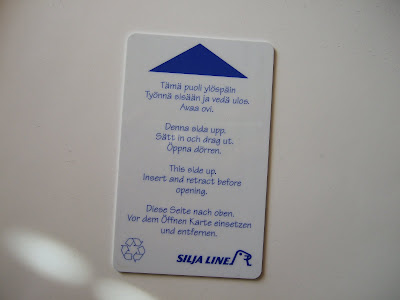 Tämä puoli ylöspäin
Työnnä sisään ja vedä ulos.
Avaa ovi.
Denna sida upp.
Sätt in och drag ut.
Öppna dörren.
This side up.
Insert and retract before
opening.
Diese Seite nach oben.
Vor dem Öffnen Karte einsetzen
und entfernen.
SILJA LINE